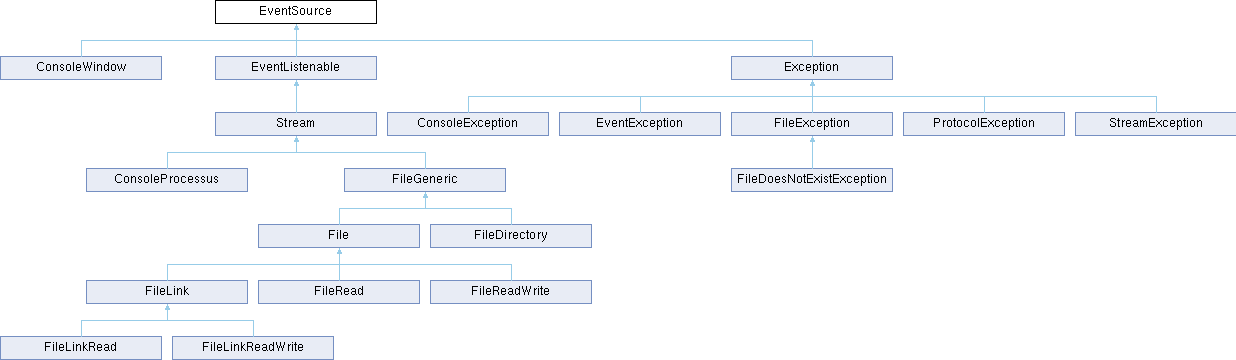 EventSource
ConsoleWindow
EventListenable
Exception
Stream
ConsoleException
EventException
FileException
ProtocolException
StreamException
ConsoleProcessus
FileGeneric
FileDoesNotExistException
File
FileDirectory
FileLink
FileRead
FileReadWrite
FileLinkRead
FileLinkReadWrite